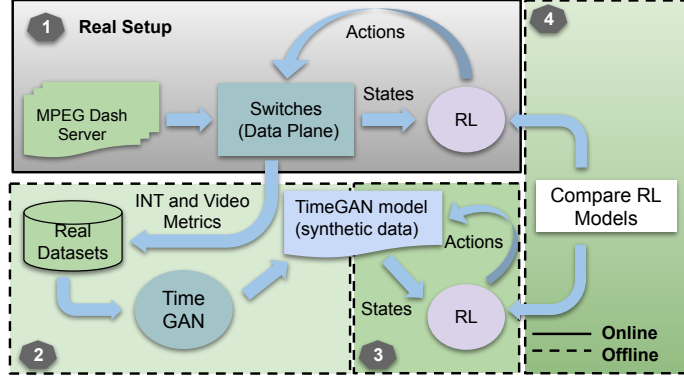 1 Real Setup
Actions
MPEG Dash
Server
Switches
(Data Plane)
States
RL
4
INT and Video
Metrics
Real
Datasets
Time
GAN
2
TimeGAN model
(synthetic data)
Actions
States
RL
3
Compare RL
Models
Online
Offline